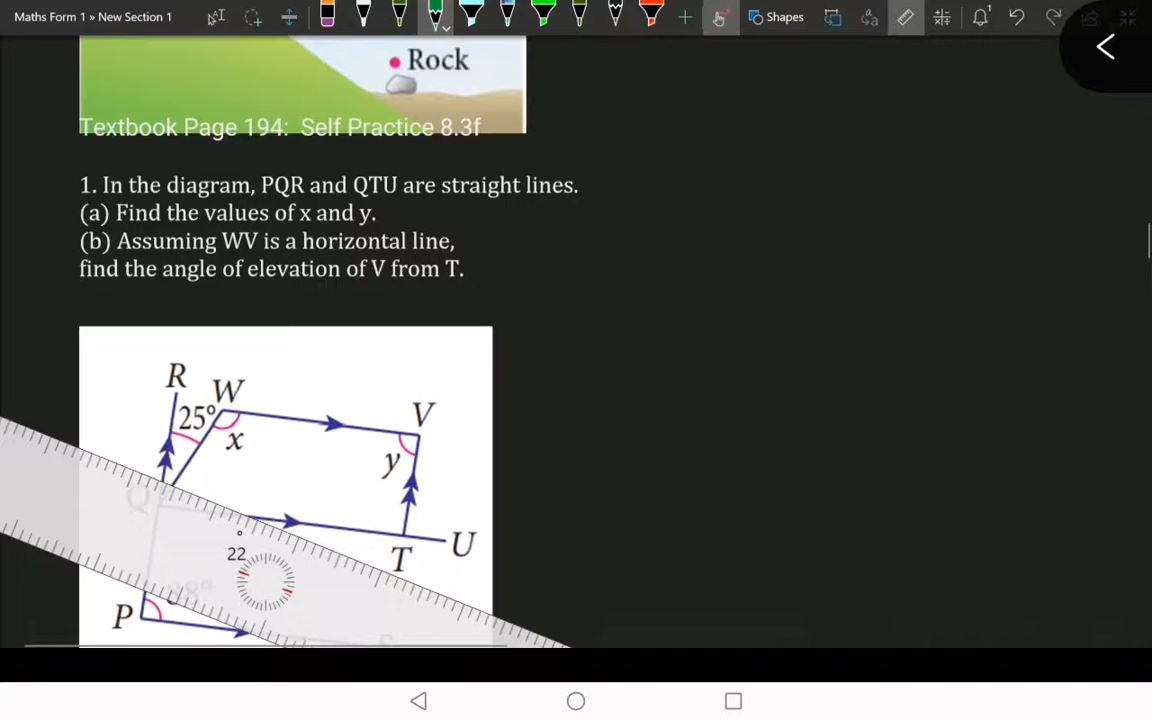 Maths Form 1 » New Section 1
Shapes
1
Rock
Textbook Page 194: Self Practice 8.3f
1. In the diagram, PQR and QTU are straight lines.
(a) Find the values of x and y.
(b) Assuming WV is a horizontal line,
find the angle of elevation of V from T.
R
W
25°
V
x
y
Q
22°
T
U
88°
P
S